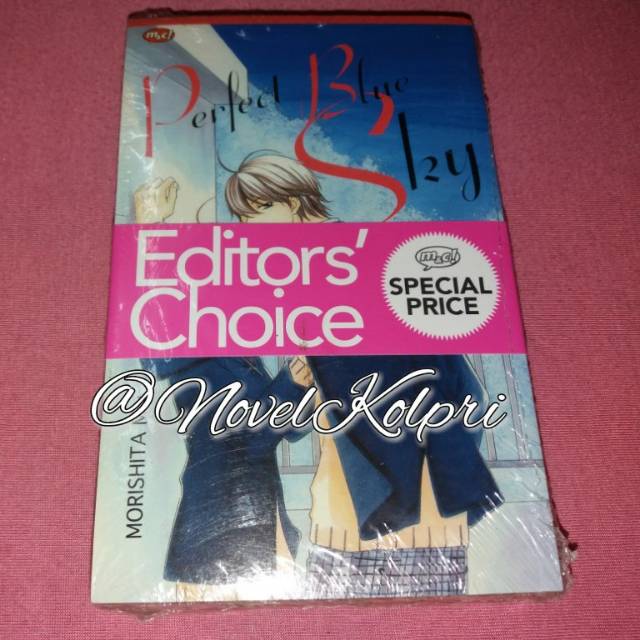 m&c!
Perfect Blue
Sky
Editors'
Choice
m&c!
SPECIAL
PRICE
@NovelKolpri
MORISHITA